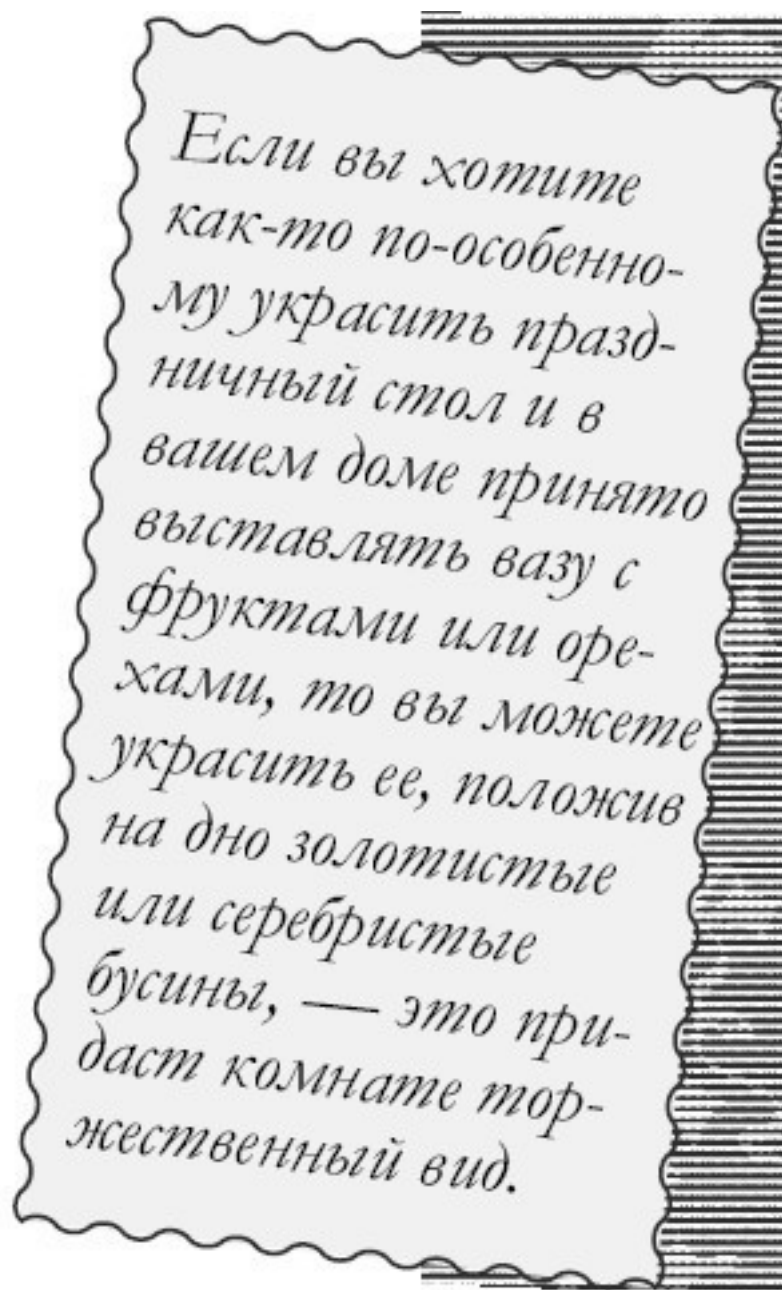 Если вы хотите
как-то по-особенно-
му украсить празд-
ничный стол и в
вашем доме принято
выставлять вазу с
фруктами или оре-
хами, то вы можете
украсить ее, положив
на дно золотистые
или серебристые
бусины, — это при-
даст комнате тор-
жественный вид.